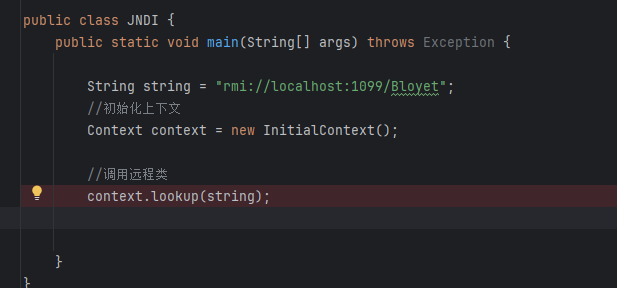 public class JNDI {
public static void main(String[] args) throws Exception {
String string = "rmi://localhost:1099/Bloyet";
//初始化上下文
Context context = new InitialContext();
//调用远程类
context.lookup(string);
}
}